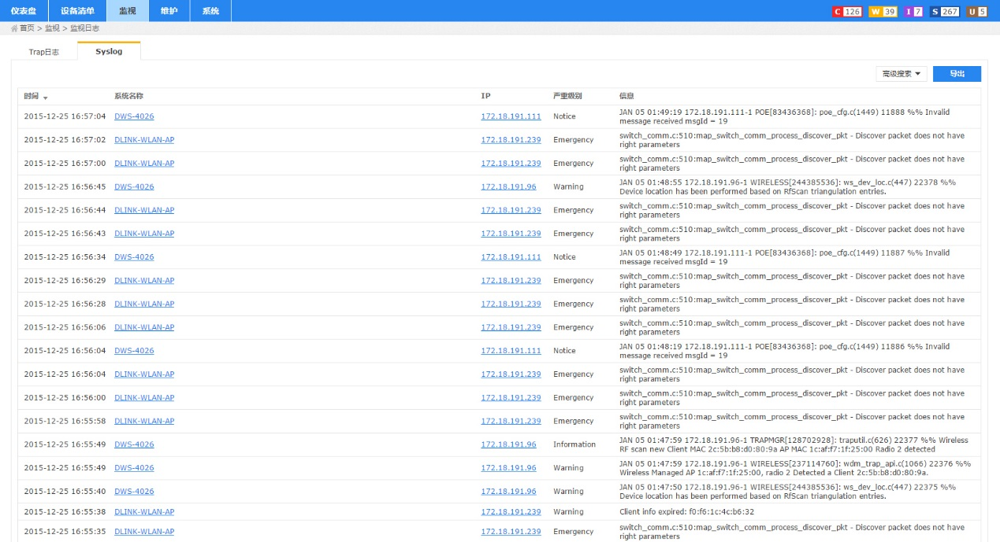 仪表盘 设备清单 监视 维护 系统 C 126 W 39 I 7 S 267 U 5
首页 > 监视 > 监视日志
Trap日志 Syslog
高级搜索 导出
时间 系统名称 IP 严重级别 信息
2015-12-25 16:57:04 DWS-4026 172.18.191.111 Notice JAN 05 01:49:19 172.18.191.111-1 POE[83436368]: poe_cfg.c(1449) 11888 %% Invalid
message received msgId = 19
2015-12-25 16:57:02 DLINK-WLAN-AP 172.18.191.239 Emergency switch_comm.c:510:map_switch_comm_process_discover_pkt - Discover packet does not have
right parameters
2015-12-25 16:57:00 DLINK-WLAN-AP 172.18.191.239 Emergency switch_comm.c:510:map_switch_comm_process_discover_pkt - Discover packet does not have
right parameters
2015-12-25 16:56:45 DWS-4026 172.18.191.96 Warning JAN 05 01:48:55 172.18.191.96-1 WIRELESS[244385536]: ws_dev_loc.c(447) 22378 %%
Device location has been performed based on RfScan triangulation entries.
2015-12-25 16:56:44 DLINK-WLAN-AP 172.18.191.239 Emergency switch_comm.c:510:map_switch_comm_process_discover_pkt - Discover packet does not have
right parameters
2015-12-25 16:56:43 DLINK-WLAN-AP 172.18.191.239 Emergency switch_comm.c:510:map_switch_comm_process_discover_pkt - Discover packet does not have
right parameters
2015-12-25 16:56:34 DWS-4026 172.18.191.111 Notice JAN 05 01:48:49 172.18.191.111-1 POE[83436368]: poe_cfg.c(1449) 11887 %% Invalid
message received msgId = 19
2015-12-25 16:56:29 DLINK-WLAN-AP 172.18.191.239 Emergency switch_comm.c:510:map_switch_comm_process_discover_pkt - Discover packet does not have
right parameters
2015-12-25 16:56:28 DLINK-WLAN-AP 172.18.191.239 Emergency switch_comm.c:510:map_switch_comm_process_discover_pkt - Discover packet does not have
right parameters
2015-12-25 16:56:06 DLINK-WLAN-AP 172.18.191.239 Emergency switch_comm.c:510:map_switch_comm_process_discover_pkt - Discover packet does not have
right parameters
2015-12-25 16:56:04 DWS-4026 172.18.191.111 Notice JAN 05 01:48:19 172.18.191.111-1 POE[83436368]: poe_cfg.c(1449) 11886 %% Invalid
message received msgId = 19
2015-12-25 16:56:04 DLINK-WLAN-AP 172.18.191.239 Emergency switch_comm.c:510:map_switch_comm_process_discover_pkt - Discover packet does not have
right parameters
2015-12-25 16:56:00 DLINK-WLAN-AP 172.18.191.239 Emergency switch_comm.c:510:map_switch_comm_process_discover_pkt - Discover packet does not have
right parameters
2015-12-25 16:55:58 DLINK-WLAN-AP 172.18.191.239 Emergency switch_comm.c:510:map_switch_comm_process_discover_pkt - Discover packet does not have
right parameters
2015-12-25 16:55:49 DWS-4026 172.18.191.96 Information JAN 05 01:47:59 172.18.191.96-1 TRAPMGR[128702928]: traputil.c(626) 22377 %% Wireless
RF scan new Client MAC 2c:5b:b8:d0:80:9a AP MAC 1c:af:f7:1f:25:00 Radio 2 detected
2015-12-25 16:55:49 DWS-4026 172.18.191.96 Warning JAN 05 01:47:59 172.18.191.96-1 WIRELESS[237114760]: wdm_trap_api.c(1066) 22376 %%
Wireless Managed AP 1c:af:f7:1f:25:00, radio 2 Detected a Client 2c:5b:b8:d0:80:9a.
2015-12-25 16:55:40 DWS-4026 172.18.191.96 Warning JAN 05 01:47:50 172.18.191.96-1 WIRELESS[244385536]: ws_dev_loc.c(447) 22375 %%
Device location has been performed based on RfScan triangulation entries.
2015-12-25 16:55:38 DLINK-WLAN-AP 172.18.191.239 Warning Client info expired: f0:f6:1c:4c:b6:32
2015-12-25 16:55:35 DLINK-WLAN-AP 172.18.191.239 Emergency switch_comm.c:510:map_switch_comm_process_discover_pkt - Discover packet does not have
right parameters